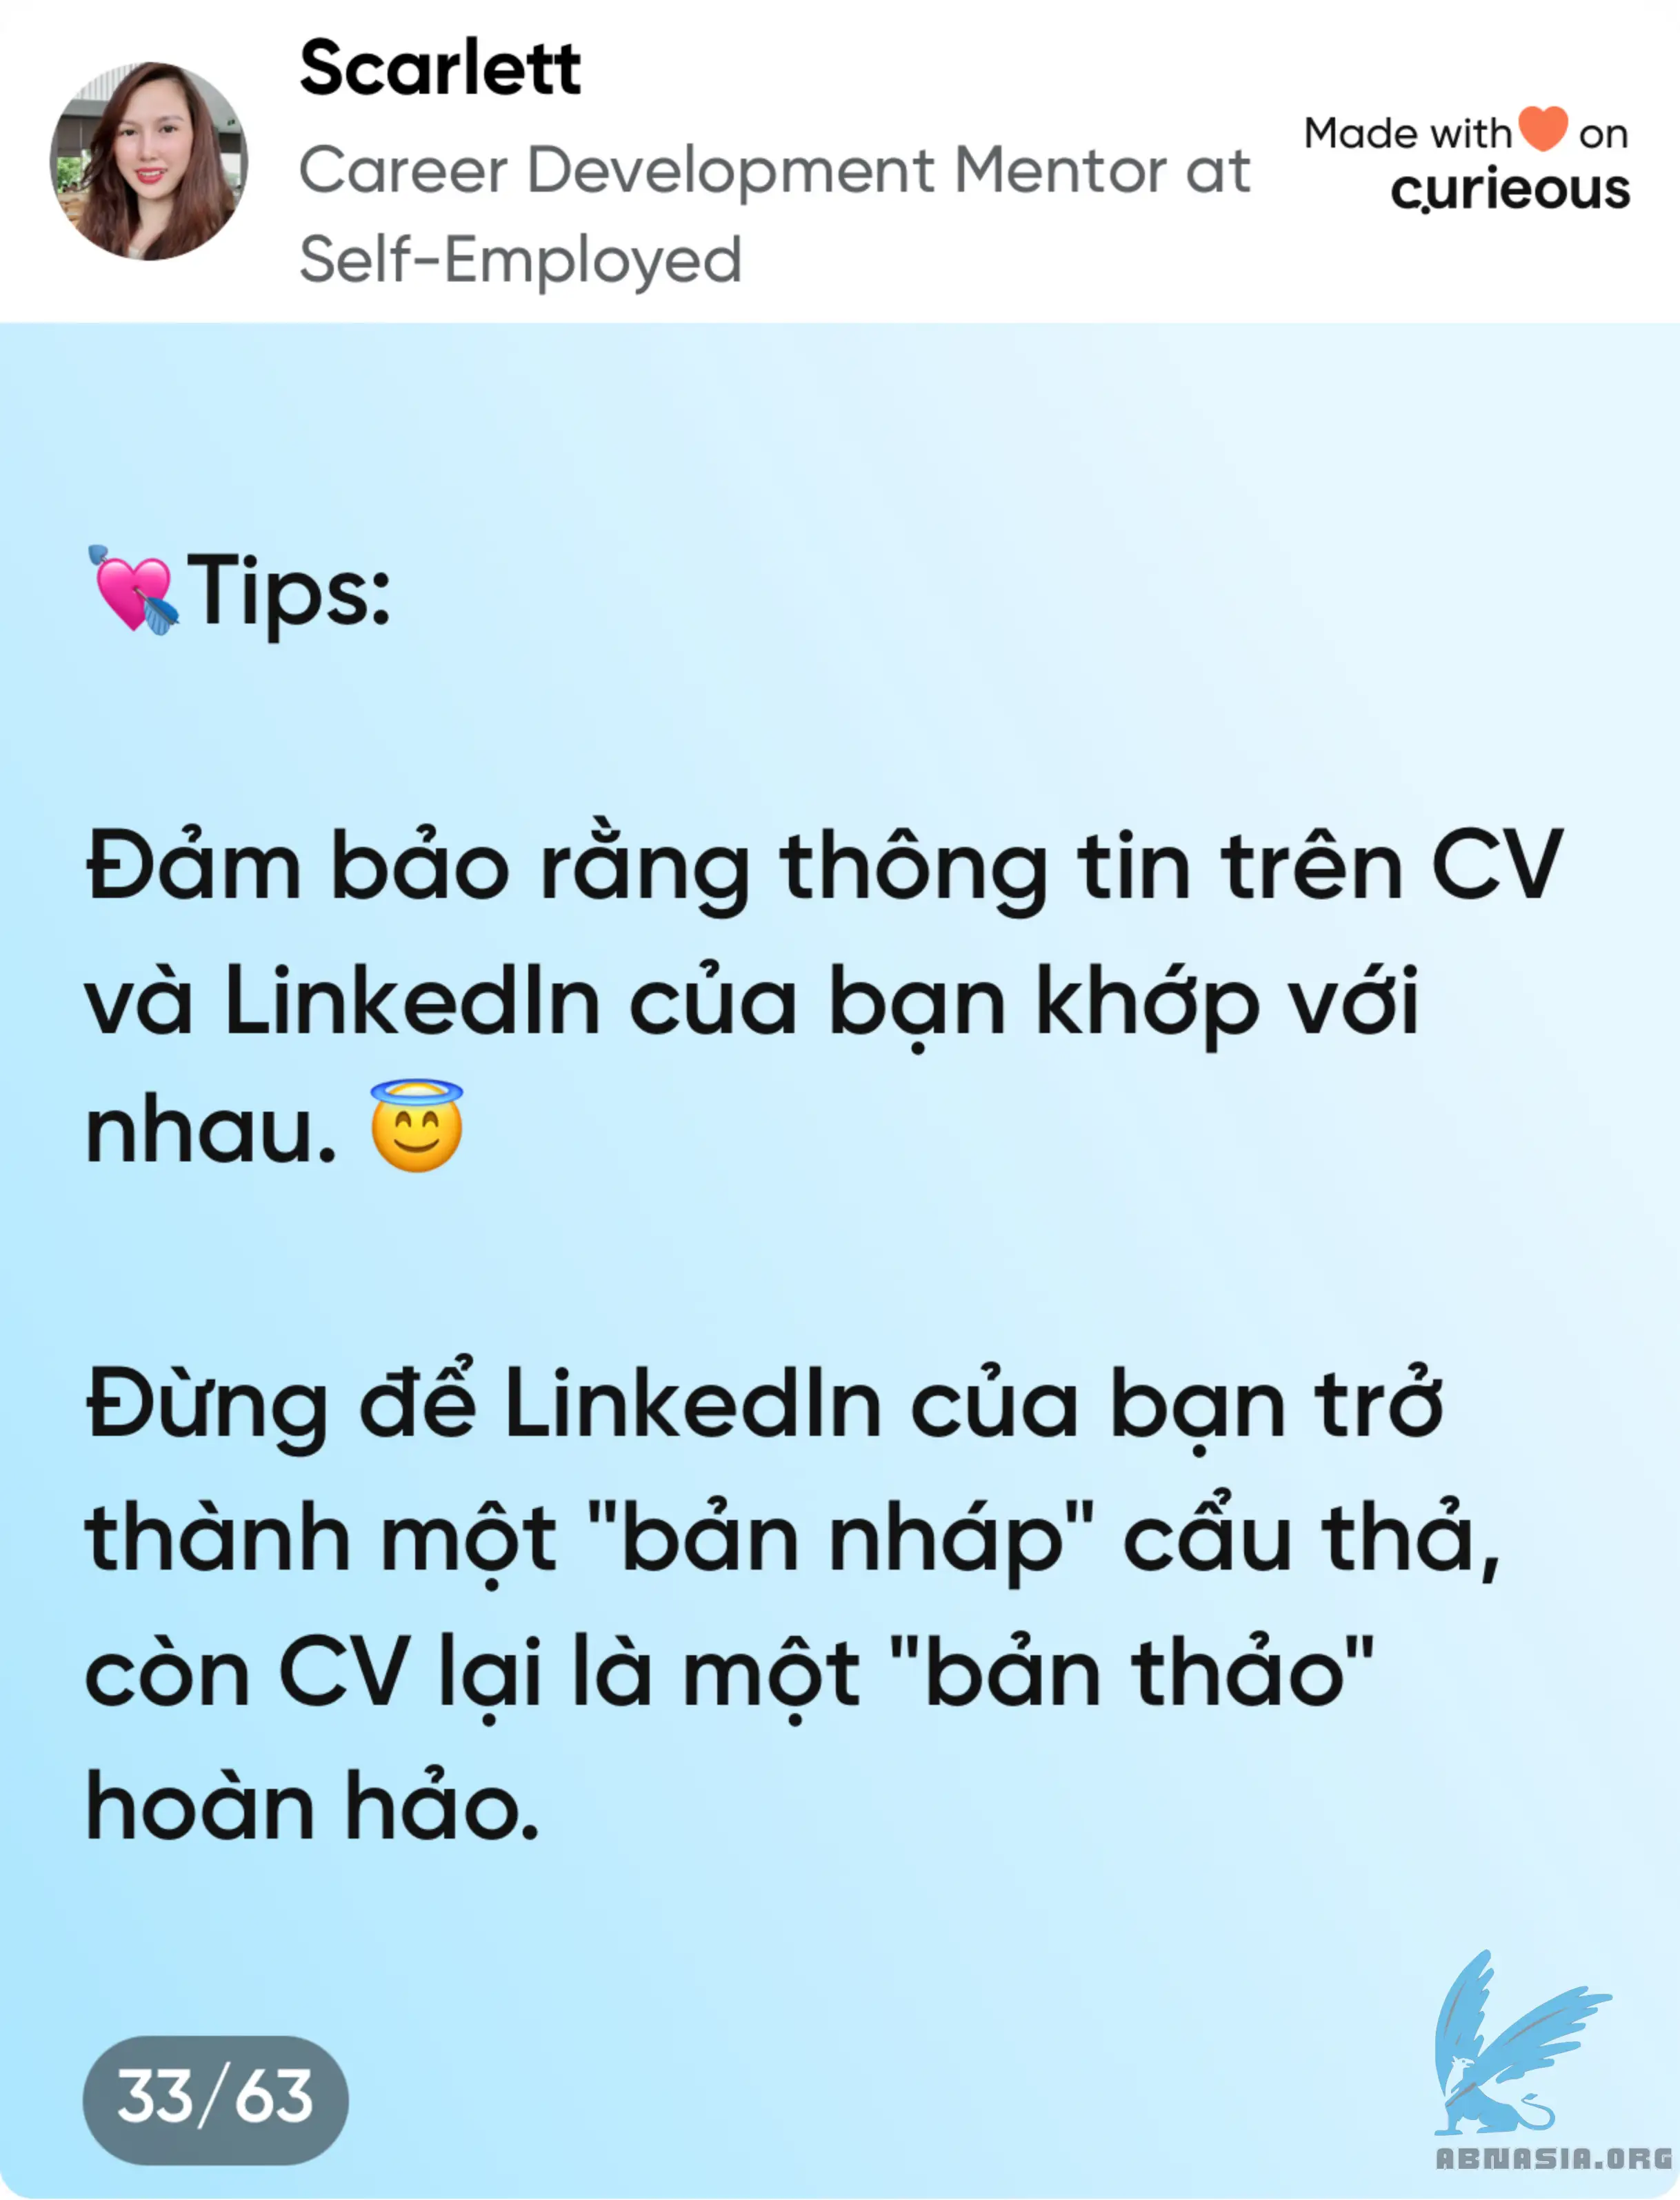 Scarlett
Career Development Mentor at
Self-Employed
Made with🧡on
curieous
💘Tips:
Đảm bảo rằng thông tin trên CV
và LinkedIn của bạn khớp với
nhau. 😇
Đừng để LinkedIn của bạn trở
thành một "bản nháp" cẩu thả,
còn CV lại là một "bản thảo"
hoàn hảo.
33/63
ABNASIA.ORG